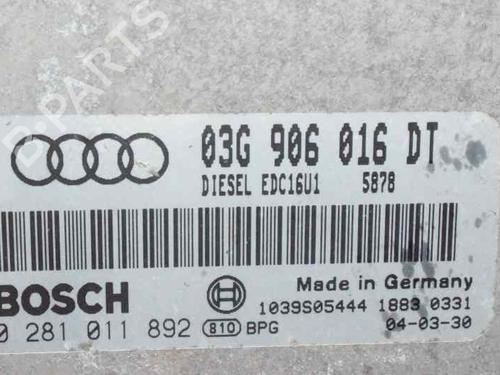 B-PARTS
03G 906 016 DT
DIESEL EDC16U1 5878
BOSCH
Made in Germany
1039S05444 1883 0331
0 281 011 892 810 BPG 04-03-30